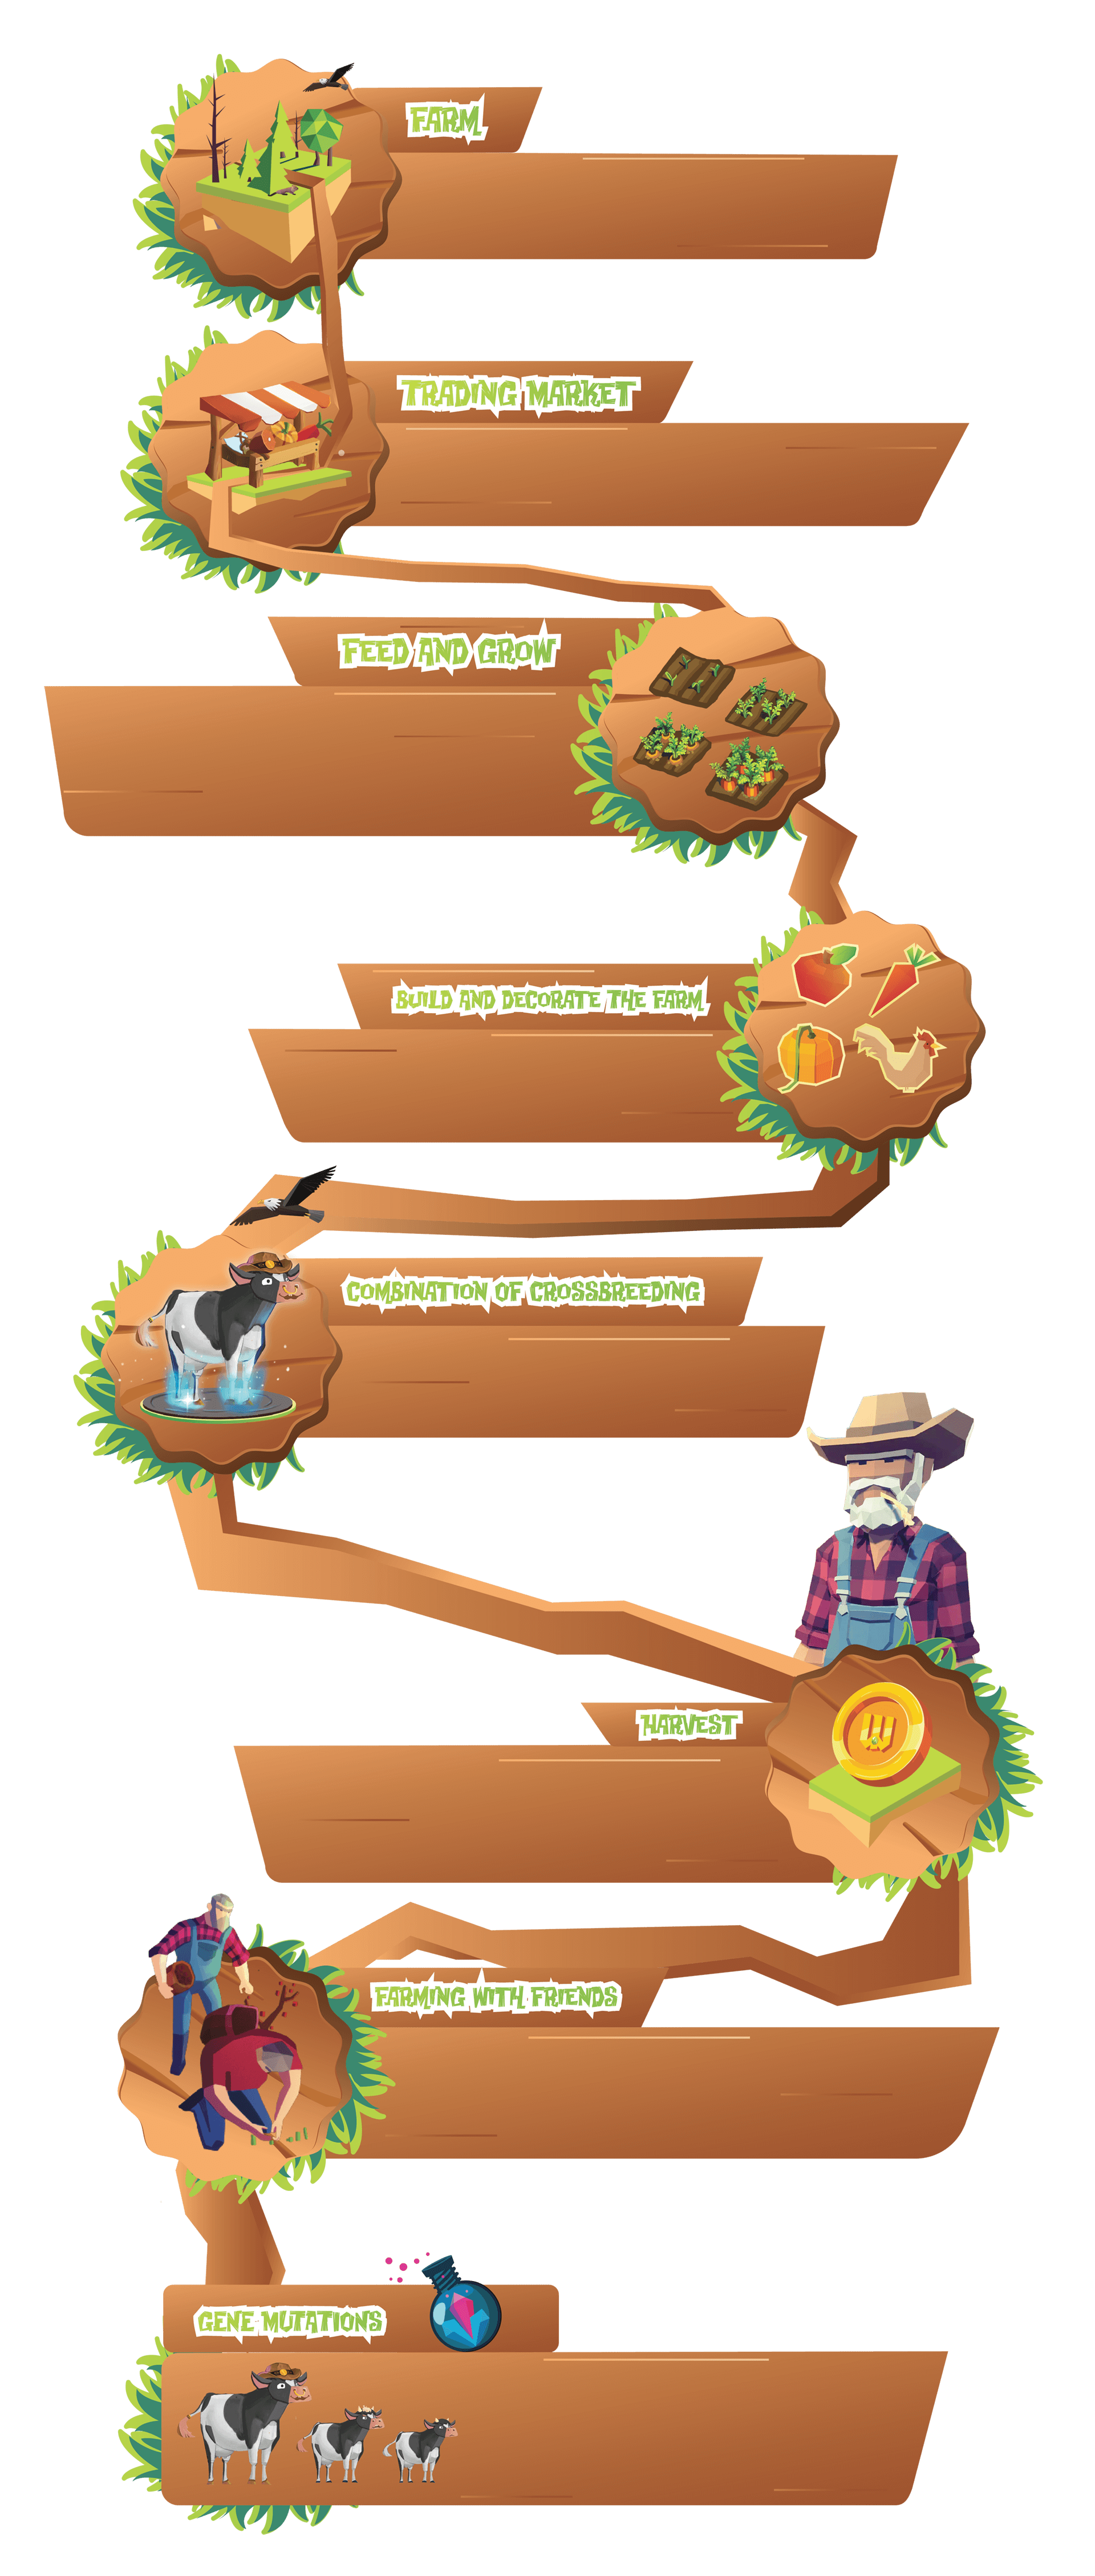 FARM
TRADING MARKET
FEED AND GROW
BUILD AND DECORATE THE FARM
COMBINATION OF CROSSBREEDING
W
HARVEST
FARMING WITH FRIENDS
GENE MUTATIONS